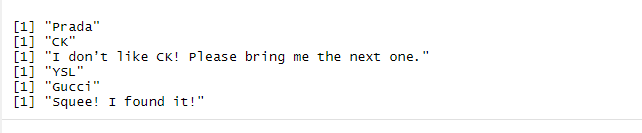 [1] "Prada"
[1] "CK"
[1] "I don't like CK! Please bring me the next one."
[1] "YSL"
[1] "Gucci"
[1] "Squee! I found it!"